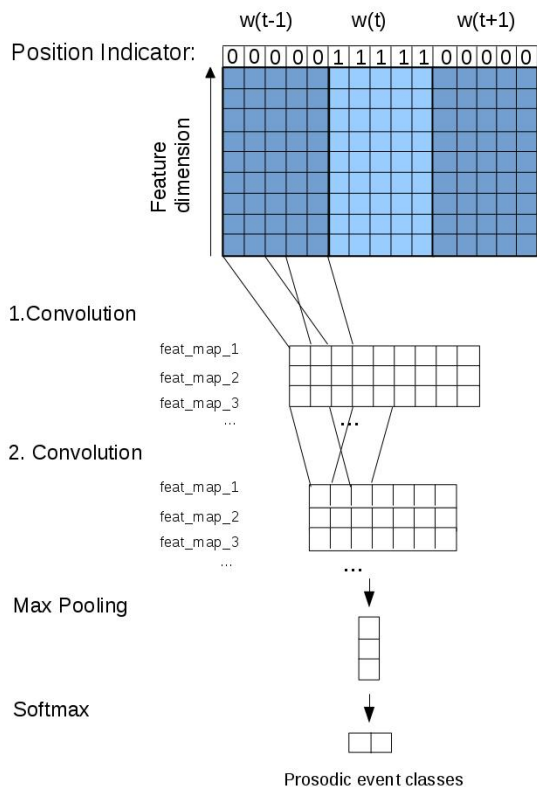 w(t-1) w(t) w(t+1)
Position Indicator: 0 0 0 0 0 1 1 1 1 1 0 0 0 0 0
Feature
dimension
1.Convolution
feat_map_1
feat_map_2
feat_map_3
... ...
2. Convolution
feat_map_1
feat_map_2
feat_map_3
... ...
Max Pooling
Softmax
Prosodic event classes